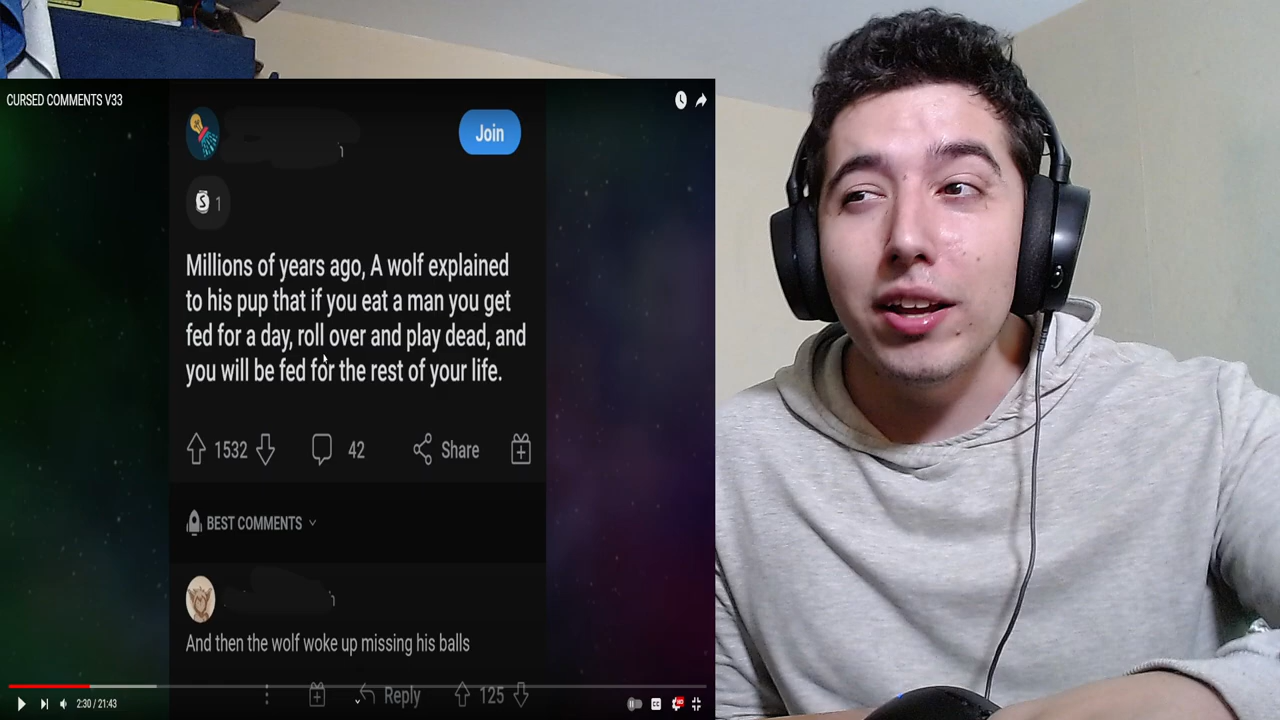 CURSED COMMENTS V33
Join
1
Millions of years ago, A wolf explained
to his pup that if you eat a man you get
fed for a day, roll over and play dead, and
you will be fed for the rest of your life.
1532 42 Share
BEST COMMENTS
And then the wolf woke up missing his balls
Reply 125
2:30 / 21:43
CC HD